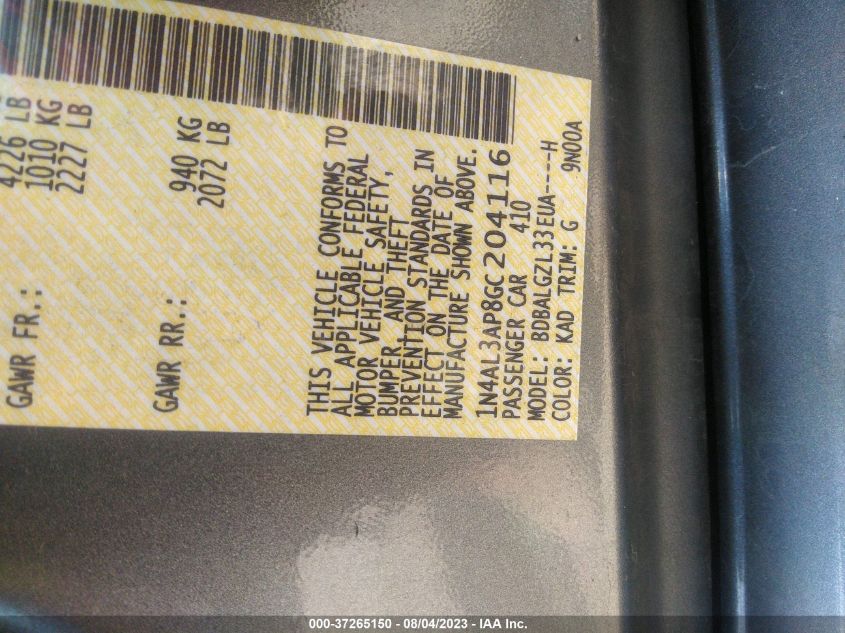 4226 LB
GAWR FR.: 1010 KG
2227 LB
GAWR RR.: 940 KG
2072 LB
THIS VEHICLE CONFORMS TO
ALL APPLICABLE FEDERAL
MOTOR VEHICLE SAFETY,
BUMPER, AND THEFT
PREVENTION STANDARDS IN
EFFECT ON THE DATE OF
MANUFACTURE SHOWN ABOVE.
1N4AL3AP8GC204116
PASSENGER CAR 410
MODEL: BDBALGZL33EUA----H
COLOR: KAD TRIM: G 9N00A
000-37265150 - 08/04/2023 - IAA Inc.